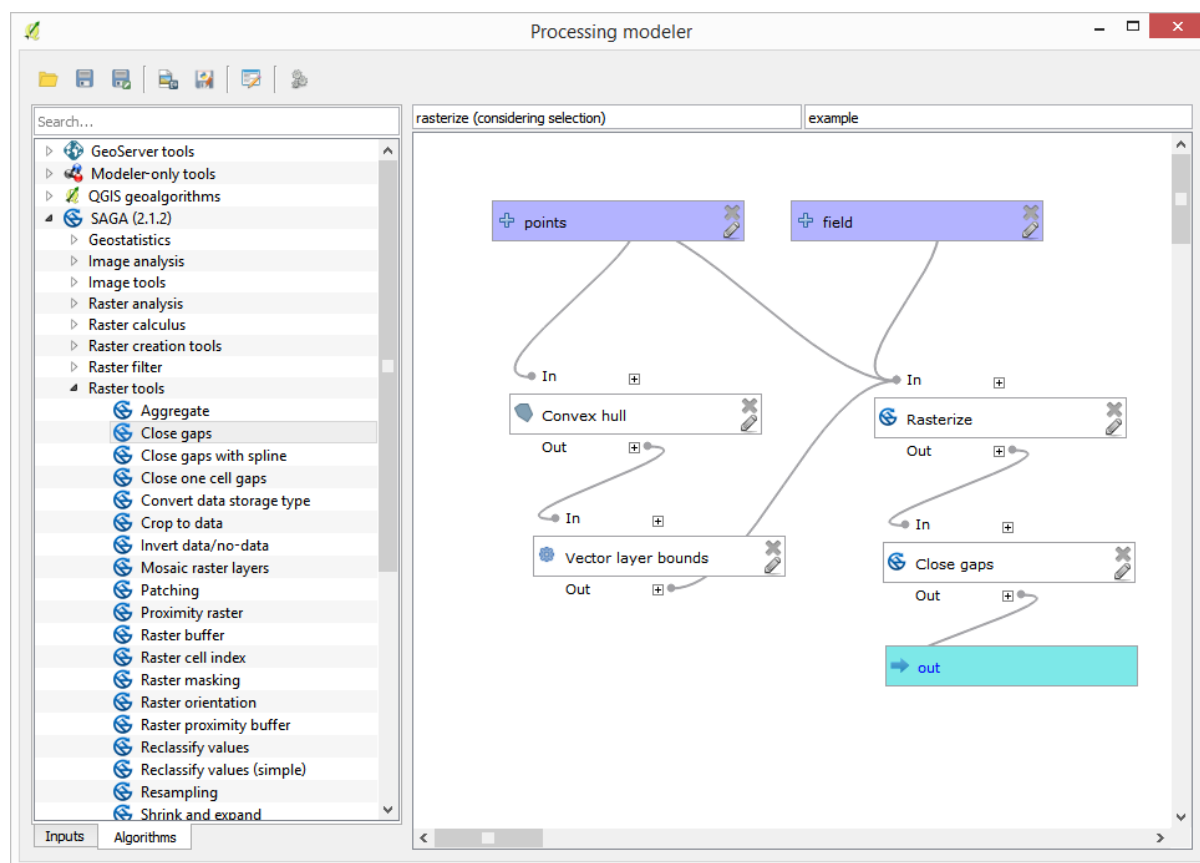 Processing modeler
Search...
rasterize (considering selection)
example
GeoServer tools
Modeler-only tools
QGIS geoalgorithms
SAGA (2.1.2)
Geostatistics
Image analysis
Image tools
Raster analysis
Raster calculus
Raster creation tools
Raster filter
Raster tools
Aggregate
Close gaps
Close gaps with spline
Close one cell gaps
Convert data storage type
Crop to data
Invert data/no-data
Mosaic raster layers
Patching
Proximity raster
Raster buffer
Raster cell index
Raster masking
Raster orientation
Raster proximity buffer
Reclassify values
Reclassify values (simple)
Resampling
Shrink and expand
Inputs
Algorithms
points
field
In
Convex hull
Out
In
Rasterize
Out
In
Vector layer bounds
Out
In
Close gaps
Out
out